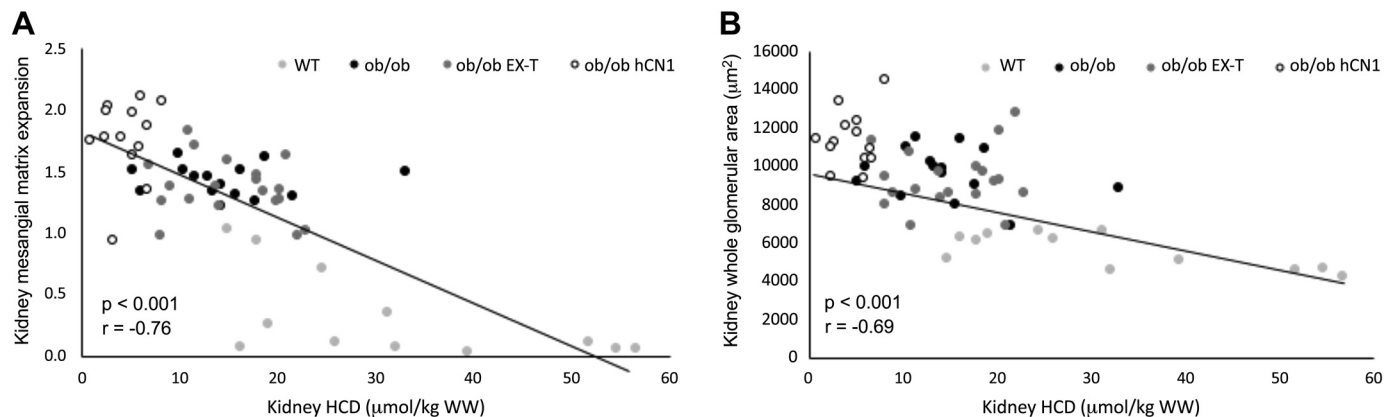 A
Kidney mesangial matrix expansion
2.5
2.0
1.5
1.0
0.5
0.0
WT
ob/ob
ob/ob EX-T
ob/ob hCN1
p < 0.001
r = -0.76
0 10 20 30 40 50 60
Kidney HCD (μmol/kg WW)
B
Kidney whole glomerular area (μm²)
16000
14000
12000
10000
8000
6000
4000
2000
0
WT
ob/ob
ob/ob EX-T
ob/ob hCN1
p < 0.001
r = -0.69
0 10 20 30 40 50 60
Kidney HCD (μmol/kg WW)